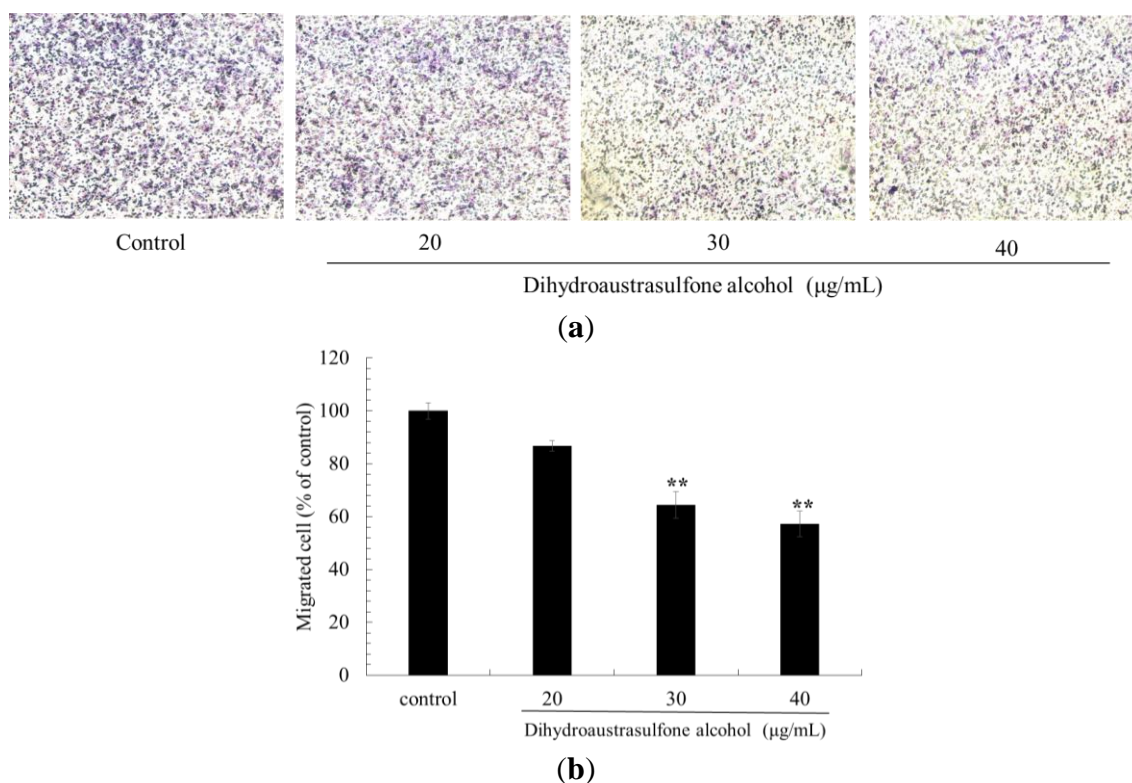 Control 20 30 40
Dihydroaustrasulfone alcohol (μg/mL)
(a)
Migrated cell (% of control)
120
100
80
60
40
20
0
**
**
control 20 30 40
Dihydroaustrasulfone alcohol (μg/mL)
(b)